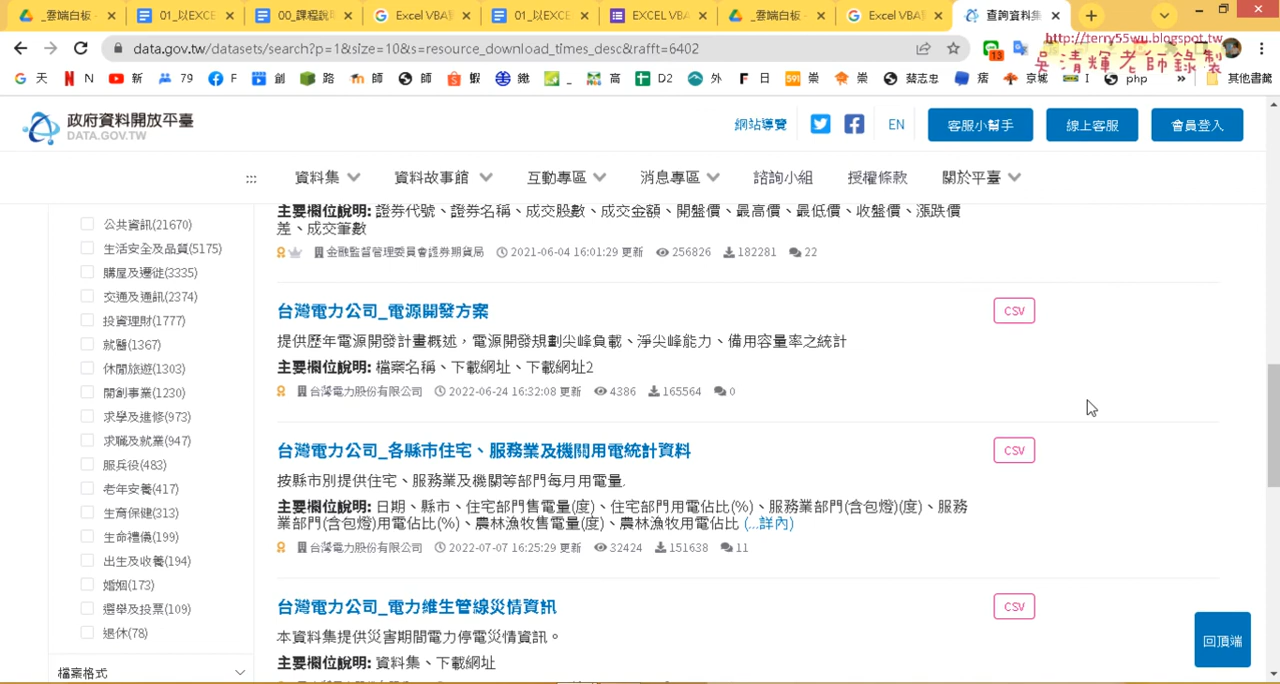 _雲端白板 -
01_以EXCE
00_課程說明
Excel VBA
01_以EXCE
EXCEL VBA
_雲端白板 -
Excel VBA
查詢資料集
data.gov.tw/datasets/search?p=1&size=10&s=resource_download_times_desc&rafft=6402
http://terry55wu.blogspot.tw
吳清輝老師錄製
天 N 新 79 F 創 路 師 師 蝦 緻 _ 高 D2 外 日 崇 崇 蔡志忠 痞 京城 I php » 其他書籤
政府資料開放平臺
DATA.GOV.TW
網站導覽 EN 客服小幫手 線上客服 會員登入
::: 資料集 資料故事館 互動專區 消息專區 諮詢小組 授權條款 關於平臺
公共資訊(21670)
生活安全及品質(5175)
購屋及遷徙(3335)
交通及通訊(2374)
投資理財(1777)
就醫(1367)
休閒旅遊(1303)
開創事業(1230)
求學及進修(973)
求職及就業(947)
服兵役(483)
老年安養(417)
生育保健(313)
生命禮儀(199)
出生及收養(194)
婚姻(173)
選舉及投票(109)
退休(78)
檔案格式
主要欄位說明: 證券代號、證券名稱、成交股數、成交金額、開盤價、最高價、最低價、收盤價、漲跌價
差、成交筆數
金融監督管理委員會證券期貨局 2021-06-04 16:01:29 更新 256826 182281 22
台灣電力公司_電源開發方案 CSV
提供歷年電源開發計畫概述，電源開發規劃尖峰負載、淨尖峰能力、備用容量率之統計
主要欄位說明: 檔案名稱、下載網址、下載網址2
台灣電力股份有限公司 2022-06-24 16:32:08 更新 4386 165564 0
台灣電力公司_各縣市住宅、服務業及機關用電統計資料 CSV
按縣市別提供住宅、服務業及機關等部門每月用電量.
主要欄位說明: 日期、縣市、住宅部門售電量(度)、住宅部門用電佔比(%)、服務業部門(含包燈)(度)、服務
業部門(含包燈)用電佔比(%)、農林漁牧售電量(度)、農林漁牧用電佔比 (...詳內)
台灣電力股份有限公司 2022-07-07 16:25:29 更新 32424 151638 11
台灣電力公司_電力維生管線災情資訊 CSV
本資料集提供災害期間電力停電災情資訊。
主要欄位說明: 資料集、下載網址
回頂端